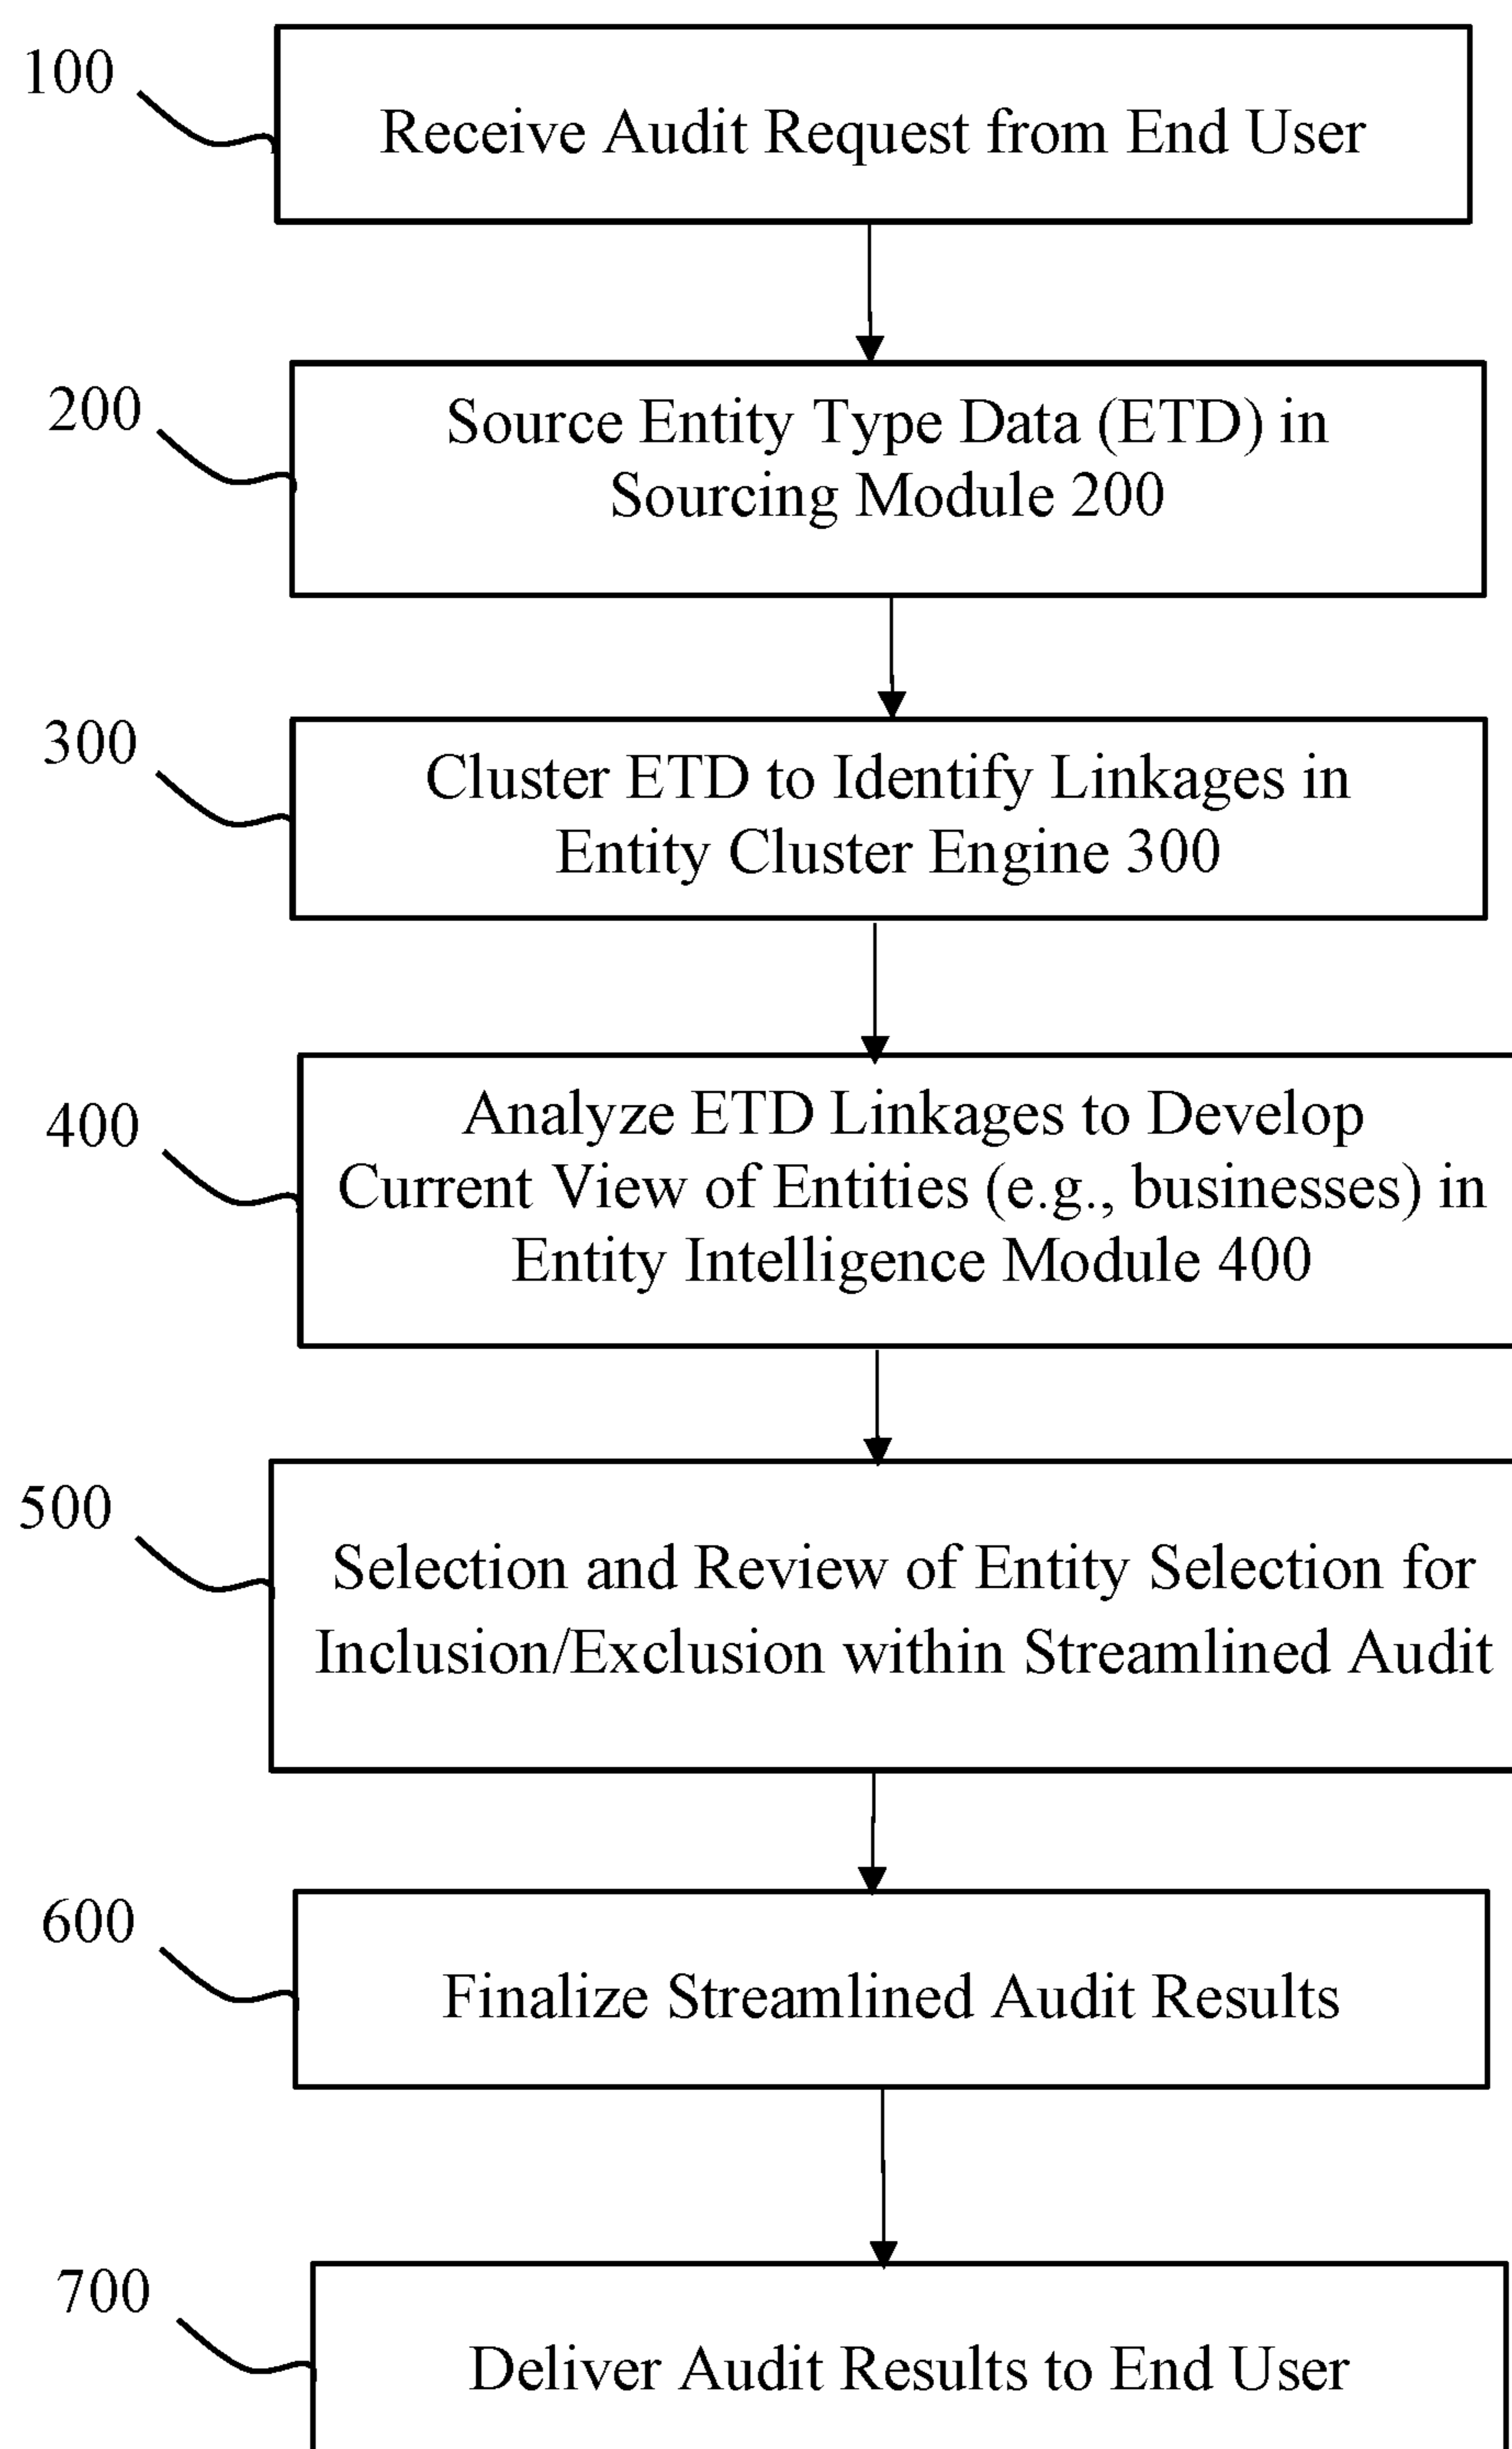 100
Receive Audit Request from End User
200
Source Entity Type Data (ETD) in
Sourcing Module 200
300
Cluster ETD to Identify Linkages in
Entity Cluster Engine 300
400
Analyze ETD Linkages to Develop
Current View of Entities (e.g., businesses) in
Entity Intelligence Module 400
500
Selection and Review of Entity Selection for
Inclusion/Exclusion within Streamlined Audit
600
Finalize Streamlined Audit Results
700
Deliver Audit Results to End User